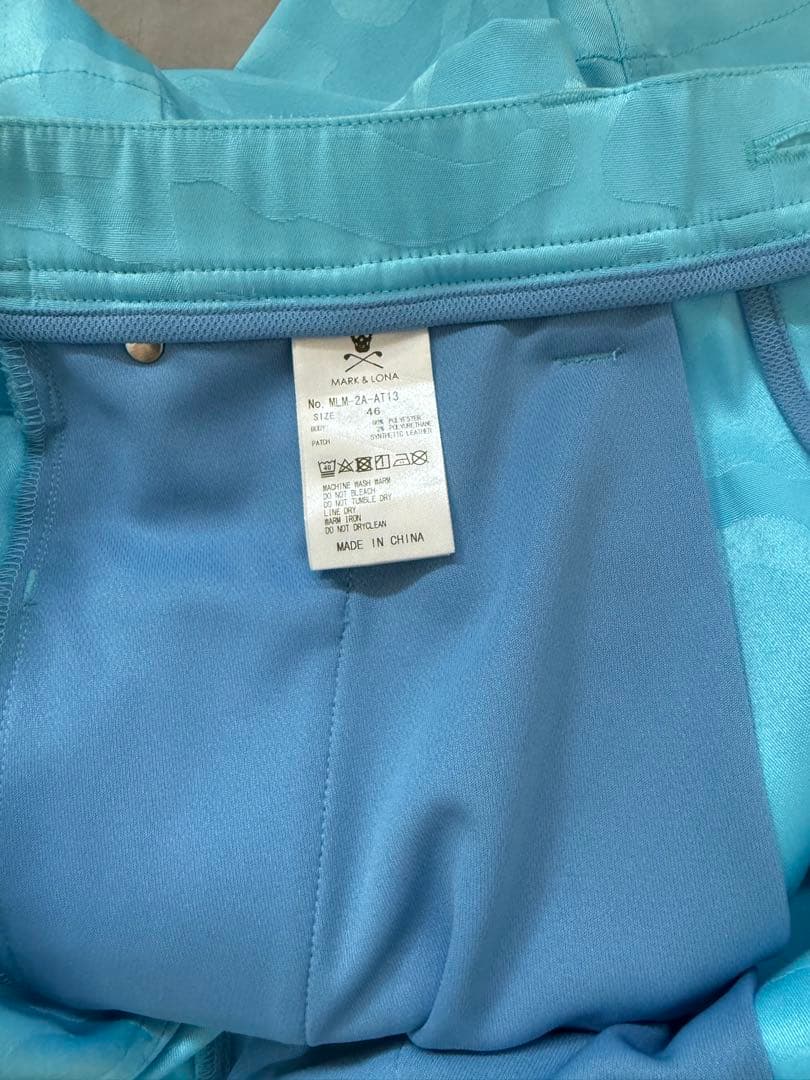 MARK & LONA
No. MLM-2A-AT13
SIZE 46
BODY
POLYESTER
2% POLYURETHANE
PATCH SYNTHETIC LEATHER
40
MACHINE WASH WARM
DO NOT BLEACH
DO NOT TUMBLE DRY
LINE DRY
WARM IRON
DO NOT DRYCLEAN
MADE IN CHINA